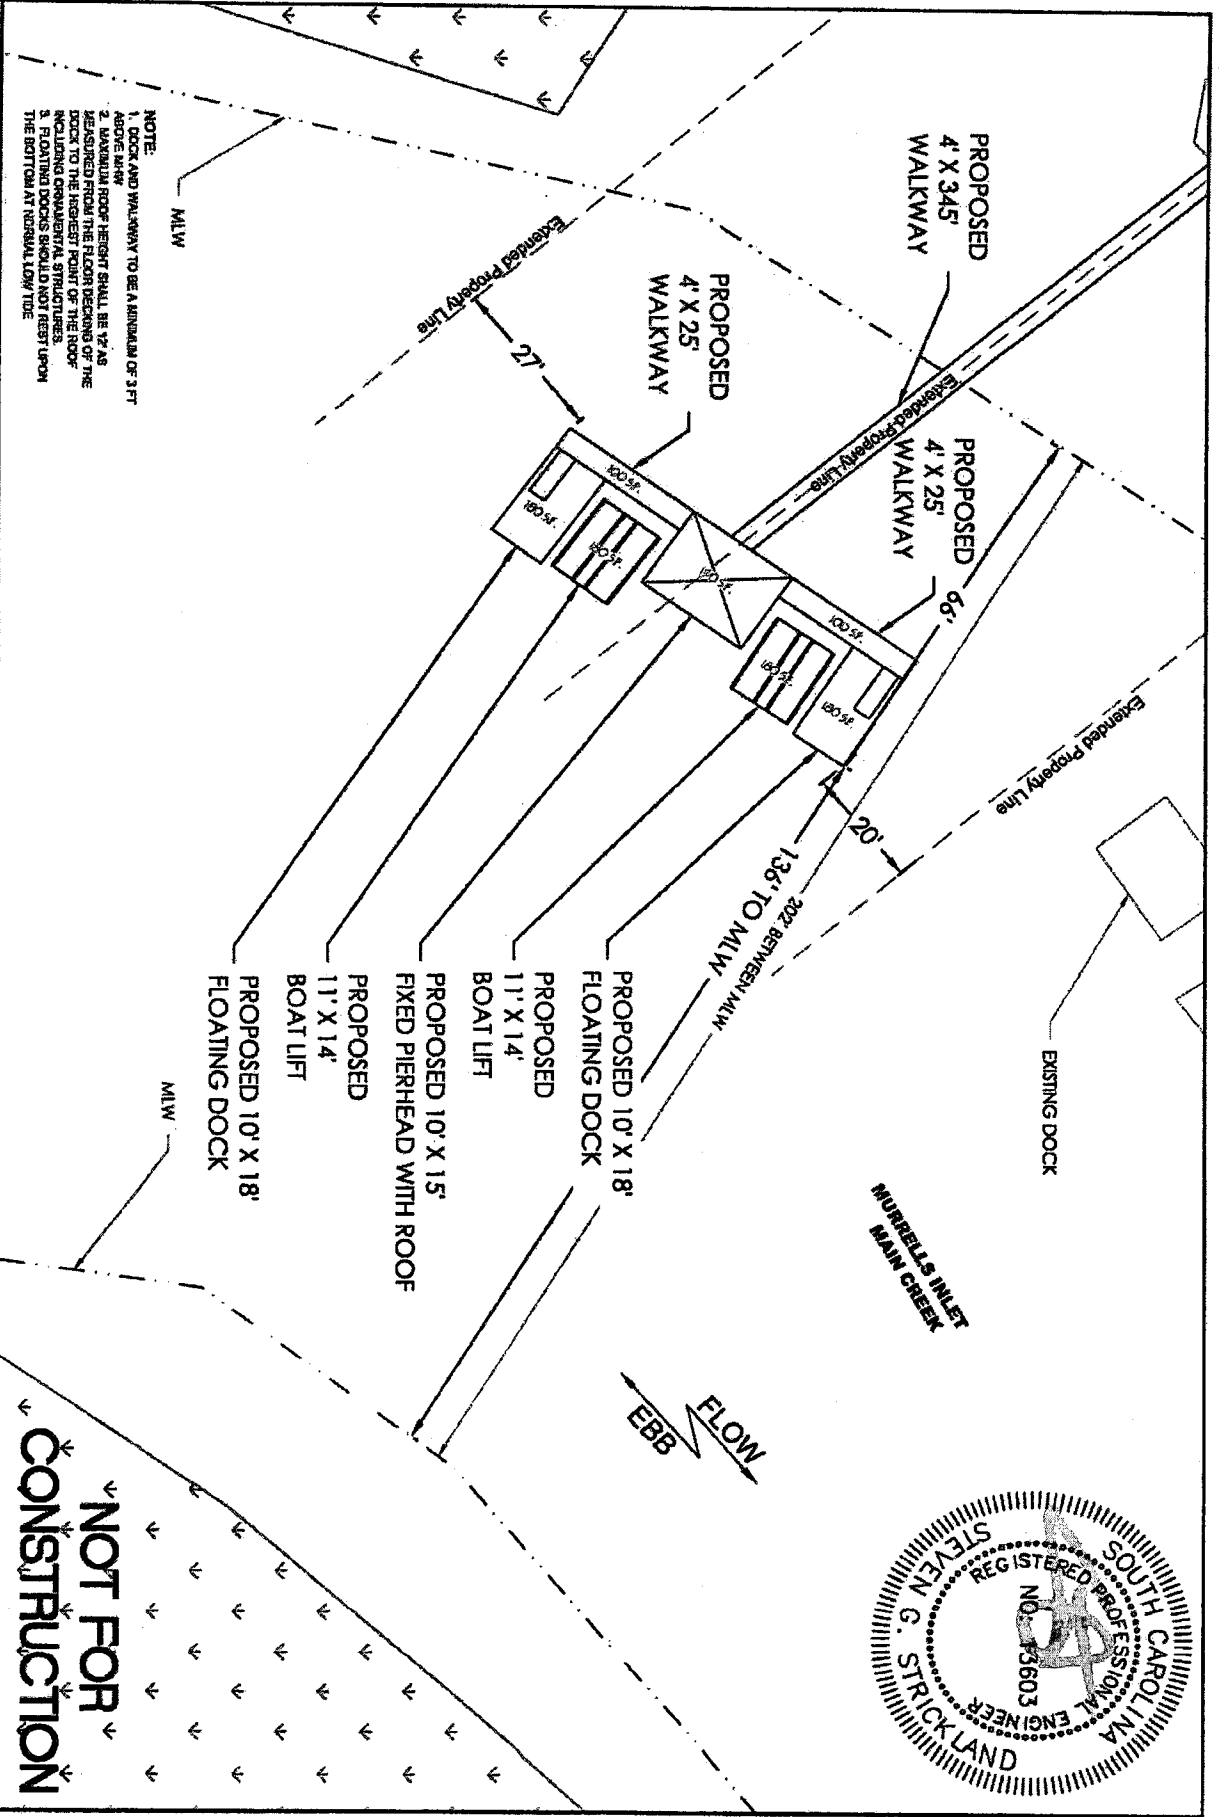 PROPOSED
4' X 345'
WALKWAY
PROPOSED
4' X 25'
WALKWAY
PROPOSED
4' X 25'
WALKWAY
Extended Property Line
Extended Property Line
Extended Property Line
27'
66'
20'
136' TO MLW
202' BETWEEN MLW
100 SF.
180 SF.
100 SF.
180 SF.
PROPOSED 10' X 18'
FLOATING DOCK
PROPOSED
11' X 14'
BOAT LIFT
PROPOSED 10' X 15'
FIXED PIERHEAD WITH ROOF
PROPOSED
11' X 14'
BOAT LIFT
PROPOSED 10' X 18'
FLOATING DOCK
EXISTING DOCK
MURRELLS INLET
MAIN CREEK
FLOW
EBB
MLW
MLW
NOTE:
1. DOCK AND WALKWAY TO BE A MINIMUM OF 3 FT
ABOVE MHW
2. MAXIMUM ROOF HEIGHT SHALL BE 12' AS
MEASURED FROM THE FLOOR DECKING OF THE
DOCK TO THE HIGHEST POINT OF THE ROOF
INCLUDING ORNAMENTAL STRUCTURES.
3. FLOATING DOCKS SHOULD NOT REST UPON
THE BOTTOM AT NORMAL LOW TIDE
SOUTH CAROLINA
REGISTERED PROFESSIONAL ENGINEER
NO. 13603
STEVEN G. STRICKLAND
NOT FOR
CONSTRUCTION